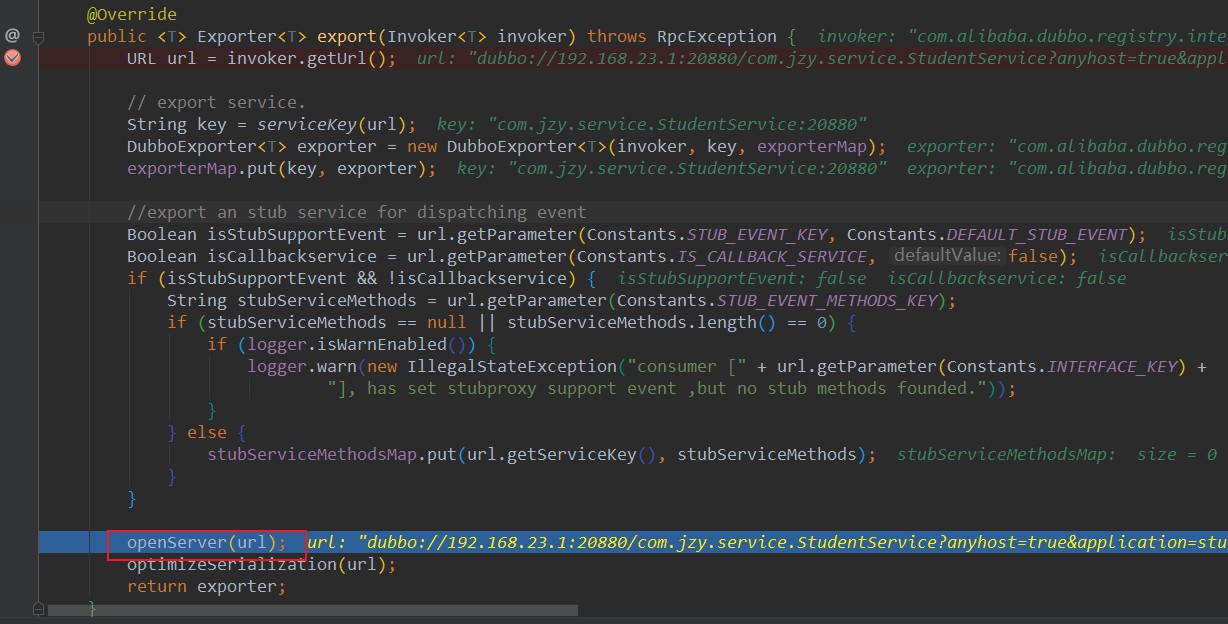 @Override
@ public <T> Exporter<T> export(Invoker<T> invoker) throws RpcException { invoker: "com.alibaba.dubbo.registry.inte
URL url = invoker.getUrl(); url: "dubbo://192.168.23.1:20880/com.jzy.service.StudentService?anyhost=true&appl
// export service.
String key = serviceKey(url); key: "com.jzy.service.StudentService:20880"
DubboExporter<T> exporter = new DubboExporter<T>(invoker, key, exporterMap); exporter: "com.alibaba.dubbo.reg
exporterMap.put(key, exporter); key: "com.jzy.service.StudentService:20880" exporter: "com.alibaba.dubbo.reg
//export an stub service for dispatching event
Boolean isStubSupportEvent = url.getParameter(Constants.STUB_EVENT_KEY, Constants.DEFAULT_STUB_EVENT); isStub
Boolean isCallbackservice = url.getParameter(Constants.IS_CALLBACK_SERVICE, defaultValue: false); isCallbackser
if (isStubSupportEvent && !isCallbackservice) { isStubSupportEvent: false isCallbackservice: false
String stubServiceMethods = url.getParameter(Constants.STUB_EVENT_METHODS_KEY);
if (stubServiceMethods == null || stubServiceMethods.length() == 0) {
if (logger.isWarnEnabled()) {
logger.warn(new IllegalStateException("consumer [" + url.getParameter(Constants.INTERFACE_KEY) +
"], has set stubproxy support event ,but no stub methods founded."));
}
} else {
stubServiceMethodsMap.put(url.getServiceKey(), stubServiceMethods); stubServiceMethodsMap: size = 0
}
}
openServer(url); url: "dubbo://192.168.23.1:20880/com.jzy.service.StudentService?anyhost=true&application=stu
optimizeSerialization(url);
return exporter;
}